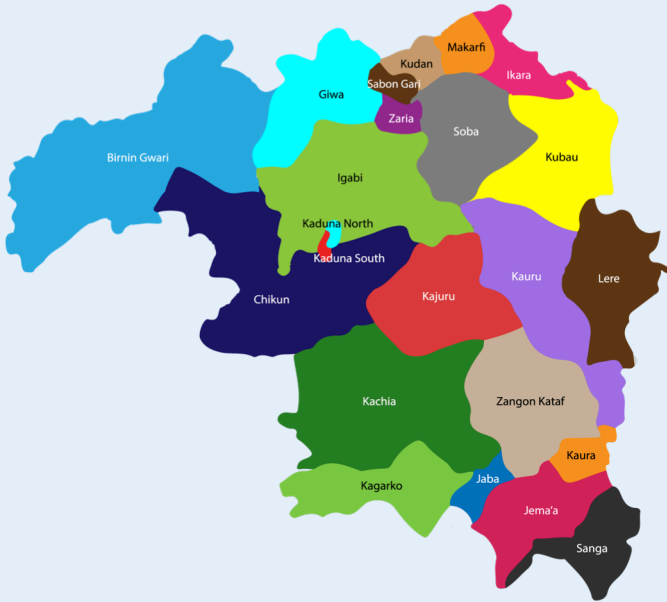 Makarfi
Kudan
Ikara
Sabon Gari
Giwa
Zaria
Soba
Birnin Gwari
Kubau
Igabi
Kaduna North
Kaduna South
Kauru
Lere
Chikun
Kajuru
Kachia
Zangon Kataf
Kaura
Jaba
Kagarko
Jema'a
Sanga